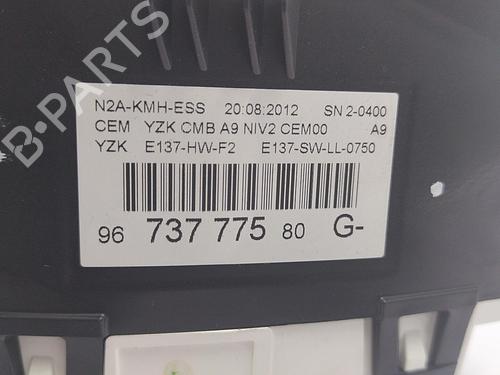 B-PARTS
N2A-KMH-ESS 20:08:2012 SN 2-0400
CEM YZK CMB A9 NIV2 CEM00 A9
YZK E137-HW-F2 E137-SW-LL-0750
96 737 775 80 G-